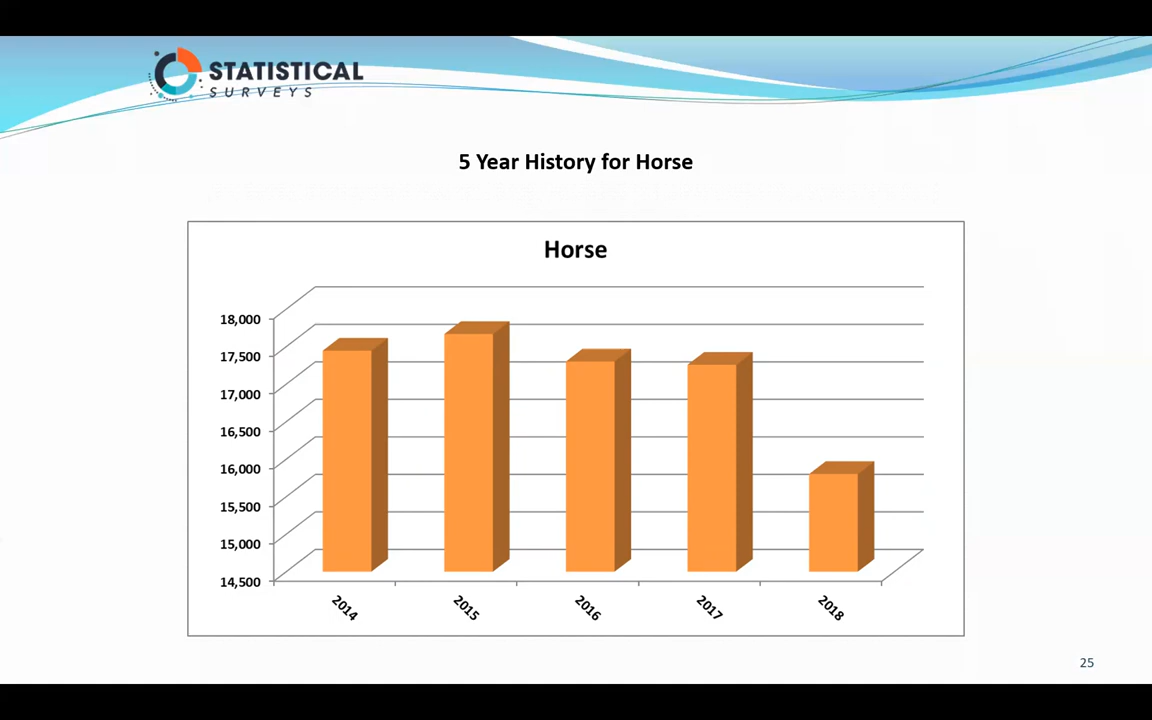 STATISTICAL
SURVEYS
5 Year History for Horse
Horse
18,000
17,500
17,000
16,500
16,000
15,500
15,000
14,500
2014 2015 2016 2017 2018
25